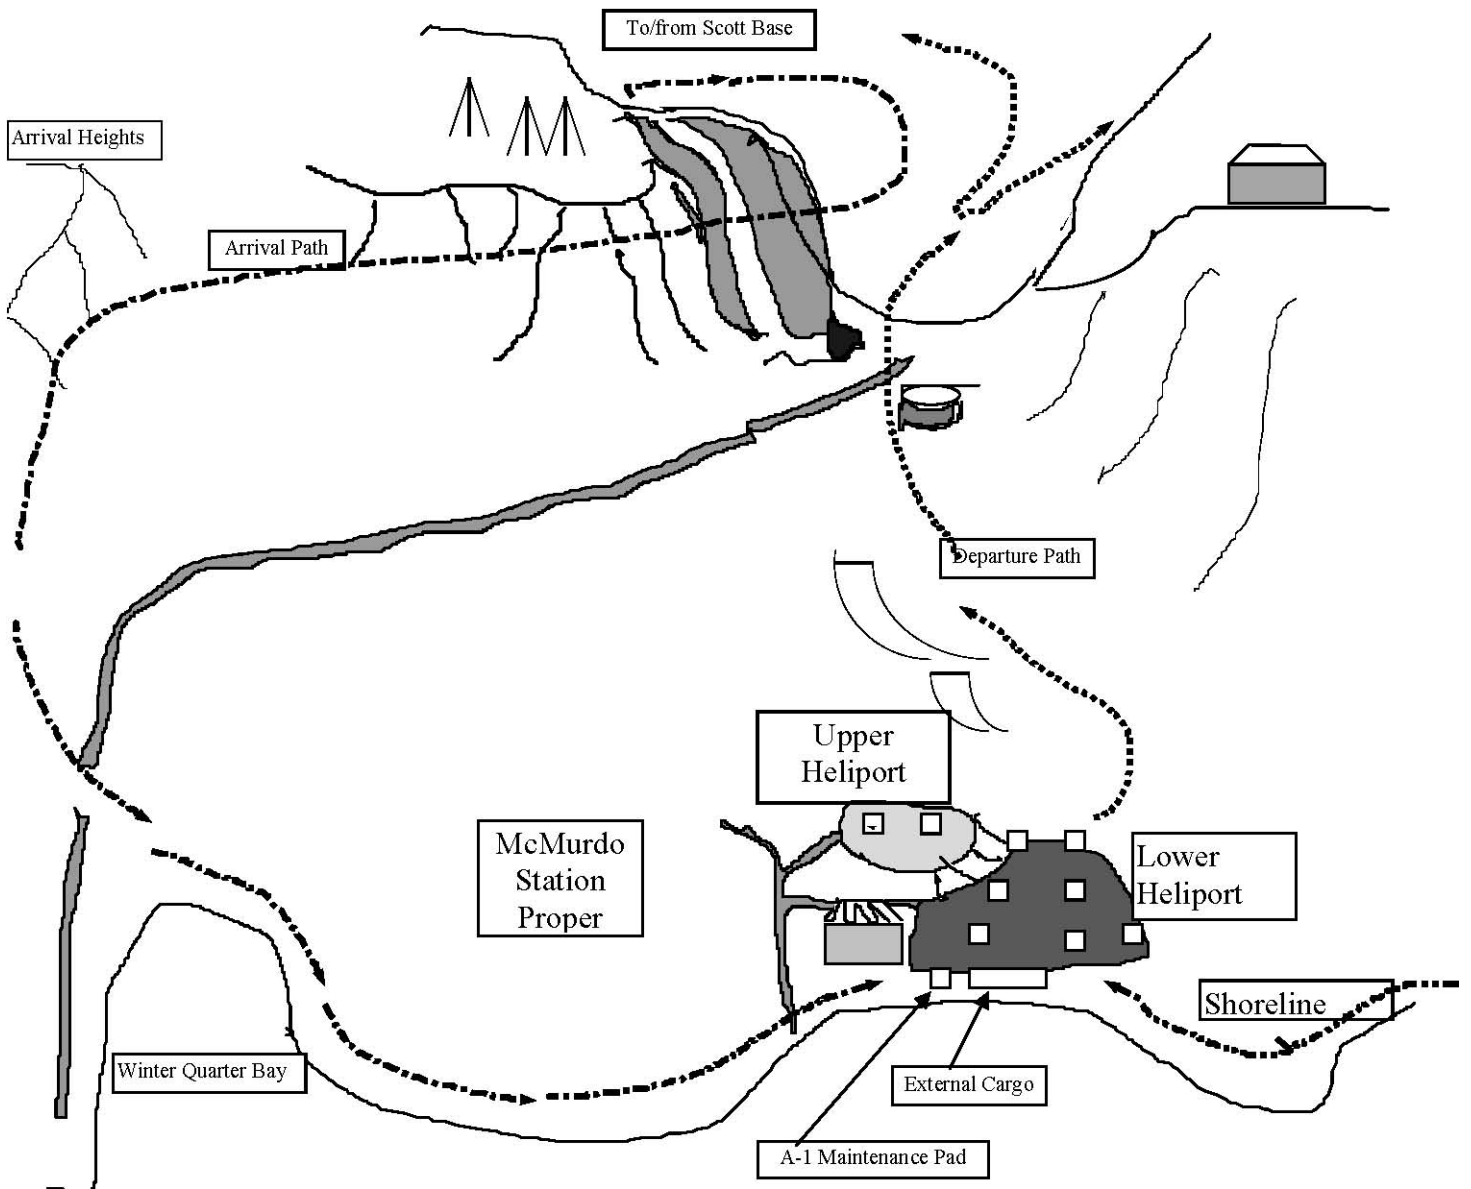 To/from Scott Base
Arrival Heights
Arrival Path
Departure Path
Upper
Heliport
McMurdo
Station
Proper
Lower
Heliport
Shoreline
Winter Quarter Bay
External Cargo
A-1 Maintenance Pad